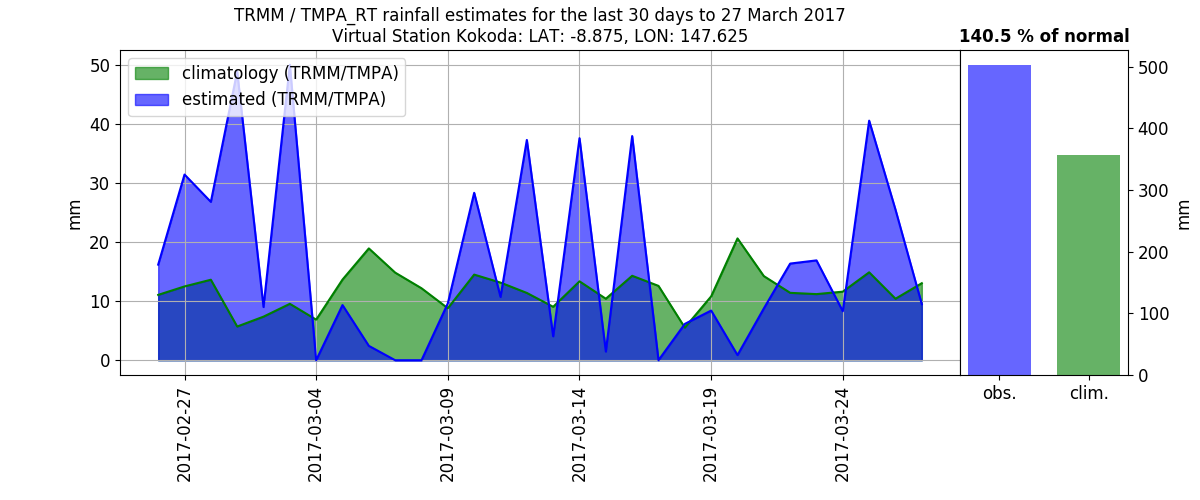 TRMM / TMPA_RT rainfall estimates for the last 30 days to 27 March 2017
Virtual Station Kokoda: LAT: -8.875, LON: 147.625
140.5 % of normal
climatology (TRMM/TMPA)
estimated (TRMM/TMPA)
50
40
30
20
10
0
mm
2017-02-27
2017-03-04
2017-03-09
2017-03-14
2017-03-19
2017-03-24
500
400
300
200
100
0
mm
obs.
clim.